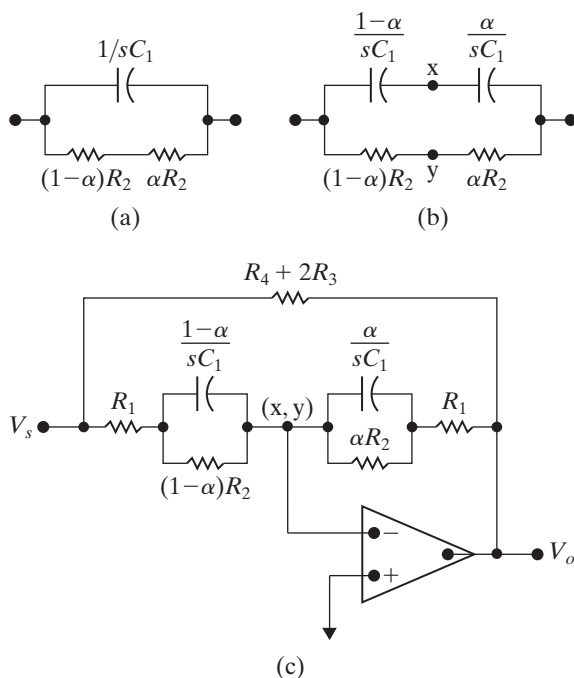 1/sC₁
(1−α)R₂ αR₂
(a)
1−α
sC₁
x
α
sC₁
(1−α)R₂ y αR₂
(b)
R₄ + 2R₃
1−α
sC₁
α
sC₁
Vₛ R₁ (x, y) R₁
(1−α)R₂ αR₂
−
+
Vₒ
(c)